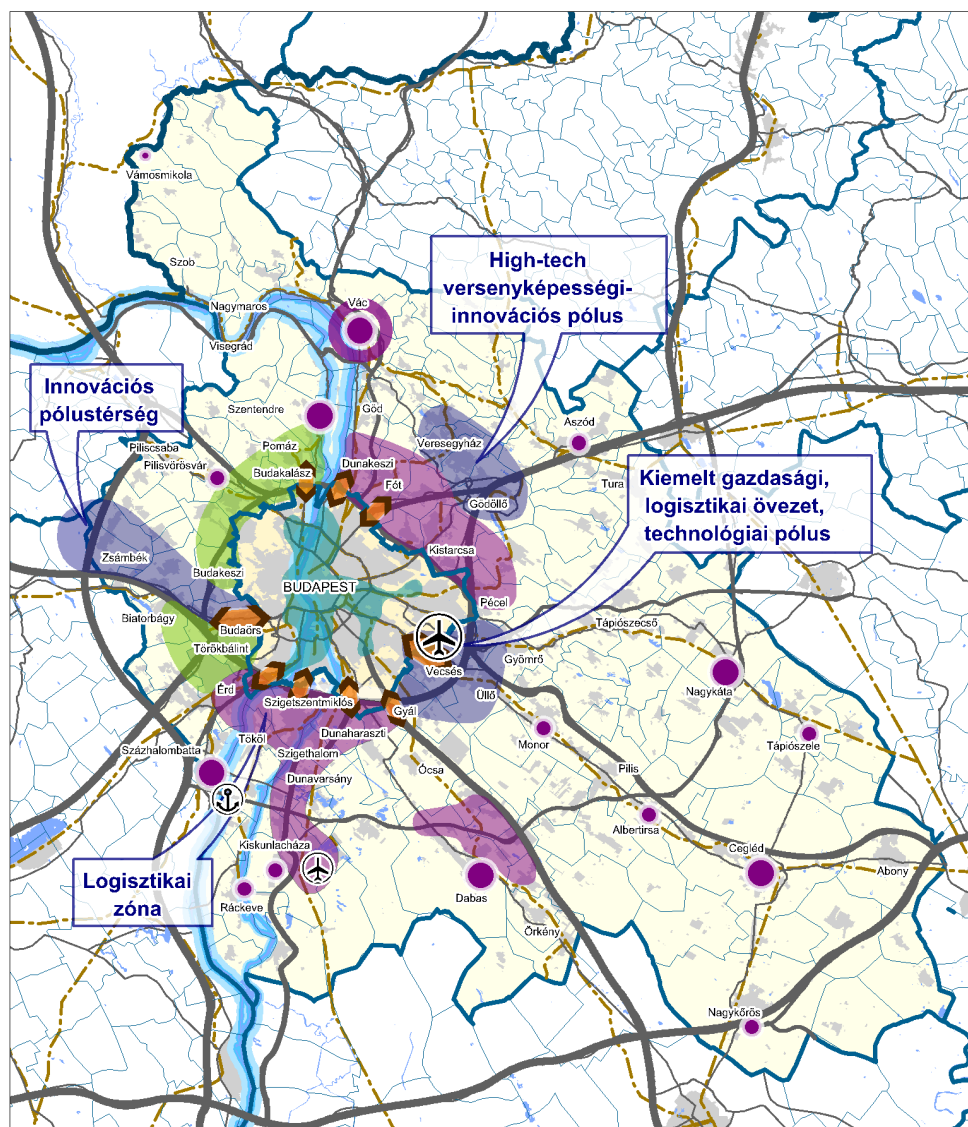 Vámosmikola
Szob
Nagymaros
Visegrád
Vác
High-tech
versenyképességi-
innovációs pólus
Innovációs
pólustérség
Szentendre
Göd
Pomáz
Piliscsaba
Pilisvörösvár
Budakalász
Dunakeszi
Fót
Veresegyház
Aszód
Tura
Gödöllő
Kiemelt gazdasági,
logisztikai övezet,
technológiai pólus
Kistarcsa
Zsámbék
Budakeszi
BUDAPEST
Pécel
Biatorbágy
Budaörs
Törökbálint
Tápiószecső
Vecsés
Gyömrő
Nagykáta
Érd
Szigetszentmiklós
Gyál
Üllő
Tököl
Dunaharaszti
Monor
Tápiószele
Százhalombatta
Szigethalom
Dunavarsány
Ócsa
Pilis
Albertirsa
Kiskunlacháza
Cegléd
Abony
Logisztikai
zóna
Ráckeve
Dabas
Örkény
Nagykőrös